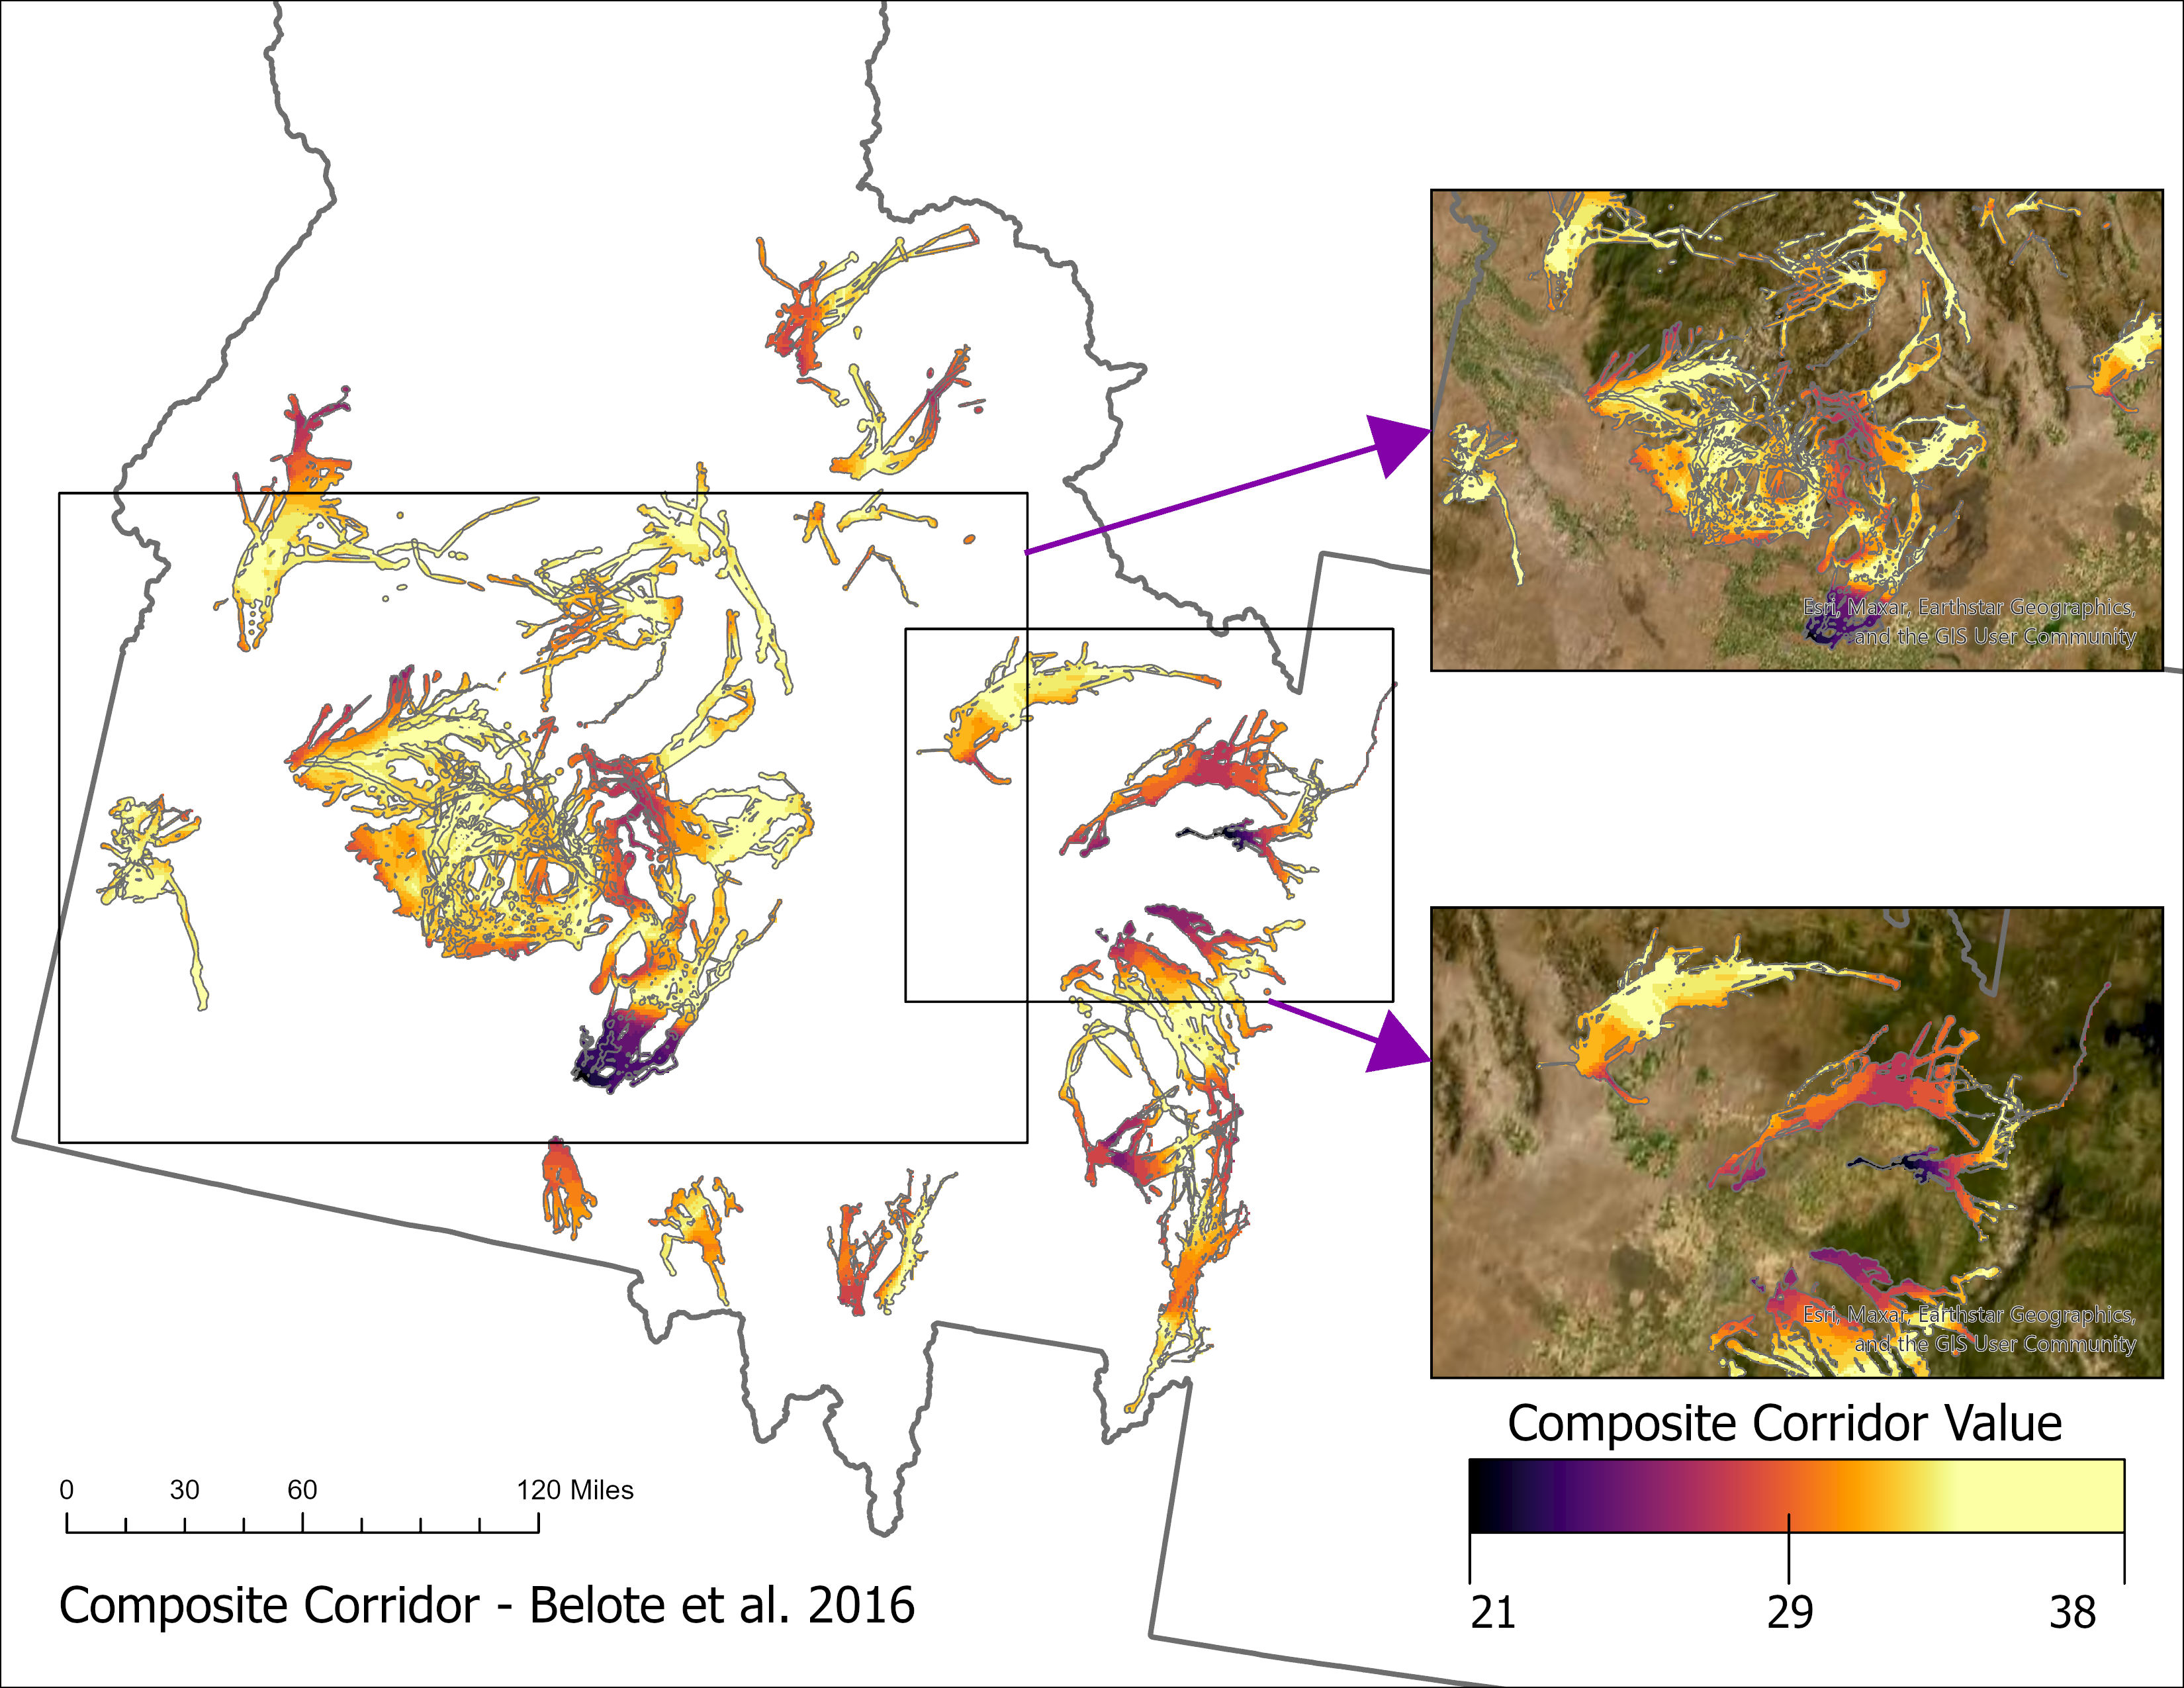 Esri, Maxar, Earthstar Geographics,
and the GIS User Community
Esri, Maxar, Earthstar Geographics,
and the GIS User Community
Composite Corridor Value
21 29 38
0 30 60 120 Miles
Composite Corridor - Belote et al. 2016